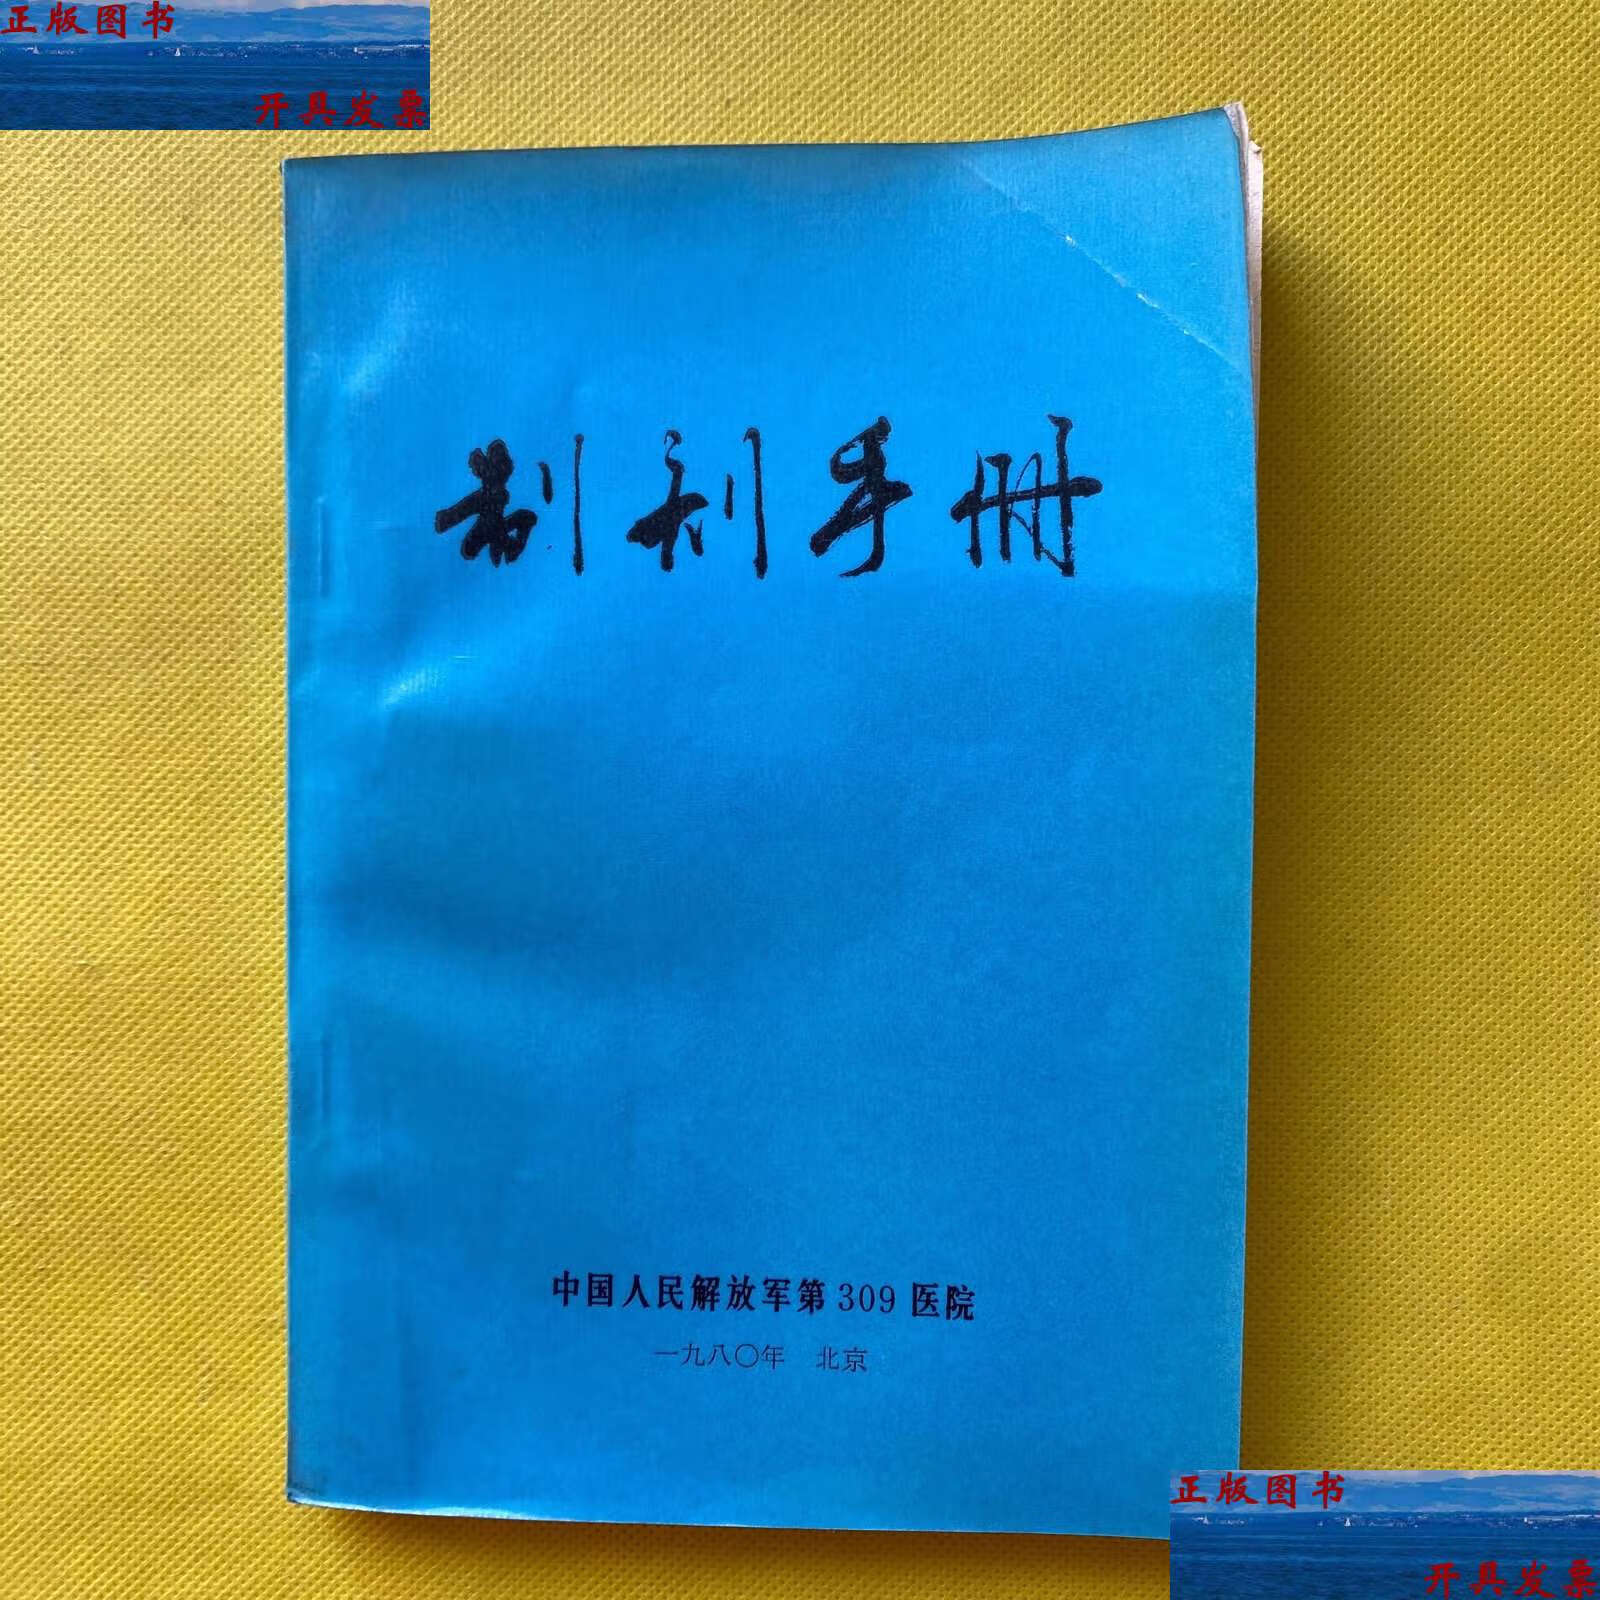 正版图书
开具发票
制剂手册
中国人民解放军第309医院
一九八〇年 北京
正版图书
开具发票